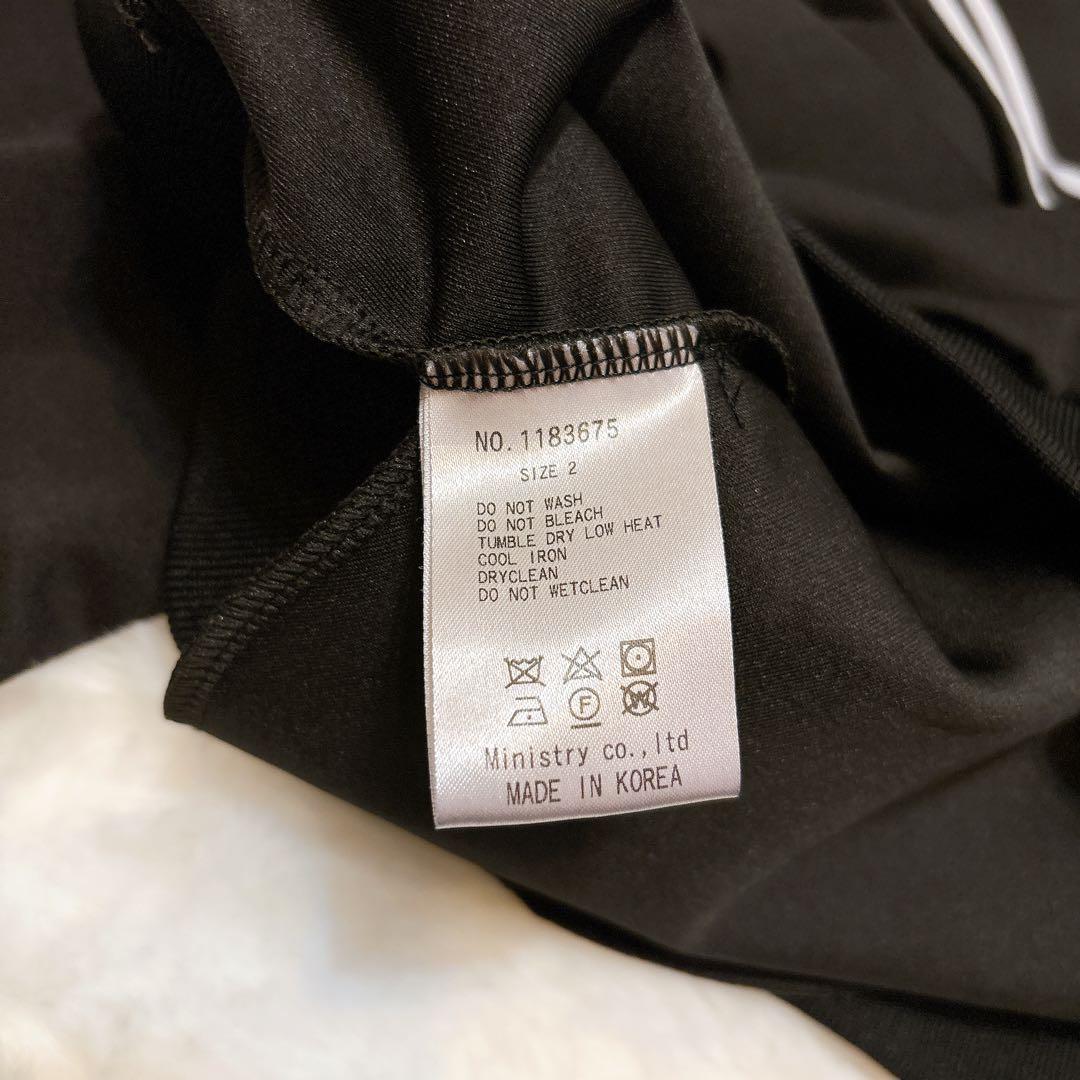 NO. 1183675
SIZE 2
DO NOT WASH
DO NOT BLEACH
TUMBLE DRY LOW HEAT
COOL IRON
DRYCLEAN
DO NOT WETCLEAN
F W
Ministry co., ltd
MADE IN KOREA